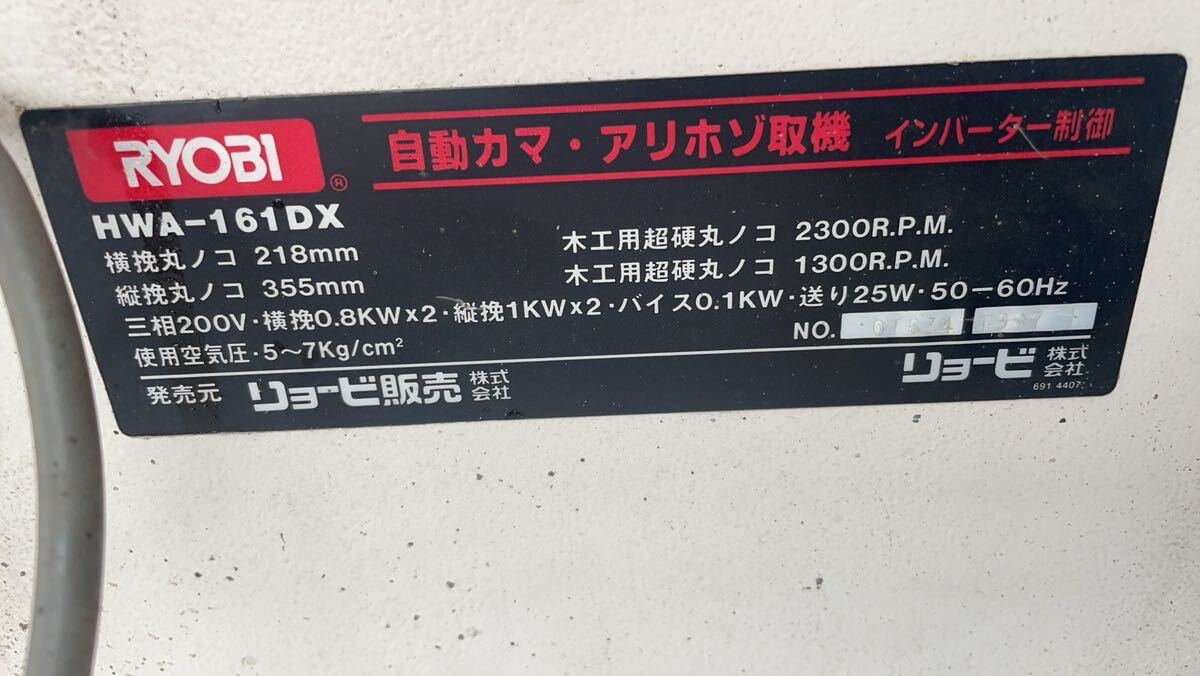 RYOBI ®
自動カマ・アリホゾ取機 インバーター制御
HWA-161DX
横挽丸ノコ 218mm 木工用超硬丸ノコ 2300R.P.M.
縦挽丸ノコ 355mm 木工用超硬丸ノコ 1300R.P.M.
三相200V・横挽0.8KW×2・縦挽1KW×2・バイス0.1KW・送り25W・50－60Hz
使用空気圧・5～7Kg/cm² NO.
発売元 リョービ販売 株式会社 リョービ 株式会社
691 4407